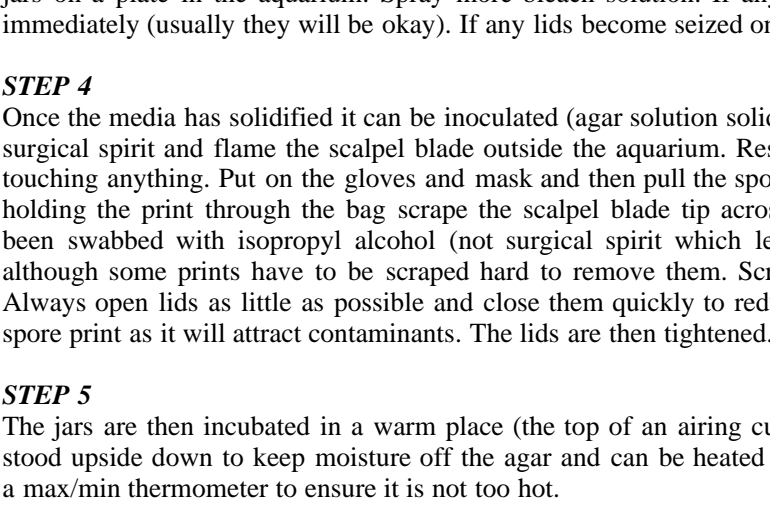 jars on a plate in the aquarium. Spray more bleach solution. If any
immediately (usually they will be okay). If any lids become seized on
STEP 4
Once the media has solidified it can be inoculated (agar solution solid
surgical spirit and flame the scalpel blade outside the aquarium. Res
touching anything. Put on the gloves and mask and then pull the spo
holding the print through the bag scrape the scalpel blade tip acros
been swabbed with isopropyl alcohol (not surgical spirit which le
although some prints have to be scraped hard to remove them. Scr
Always open lids as little as possible and close them quickly to red
spore print as it will attract contaminants. The lids are then tightened.
STEP 5
The jars are then incubated in a warm place (the top of an airing cu
stood upside down to keep moisture off the agar and can be heated
a max/min thermometer to ensure it is not too hot.